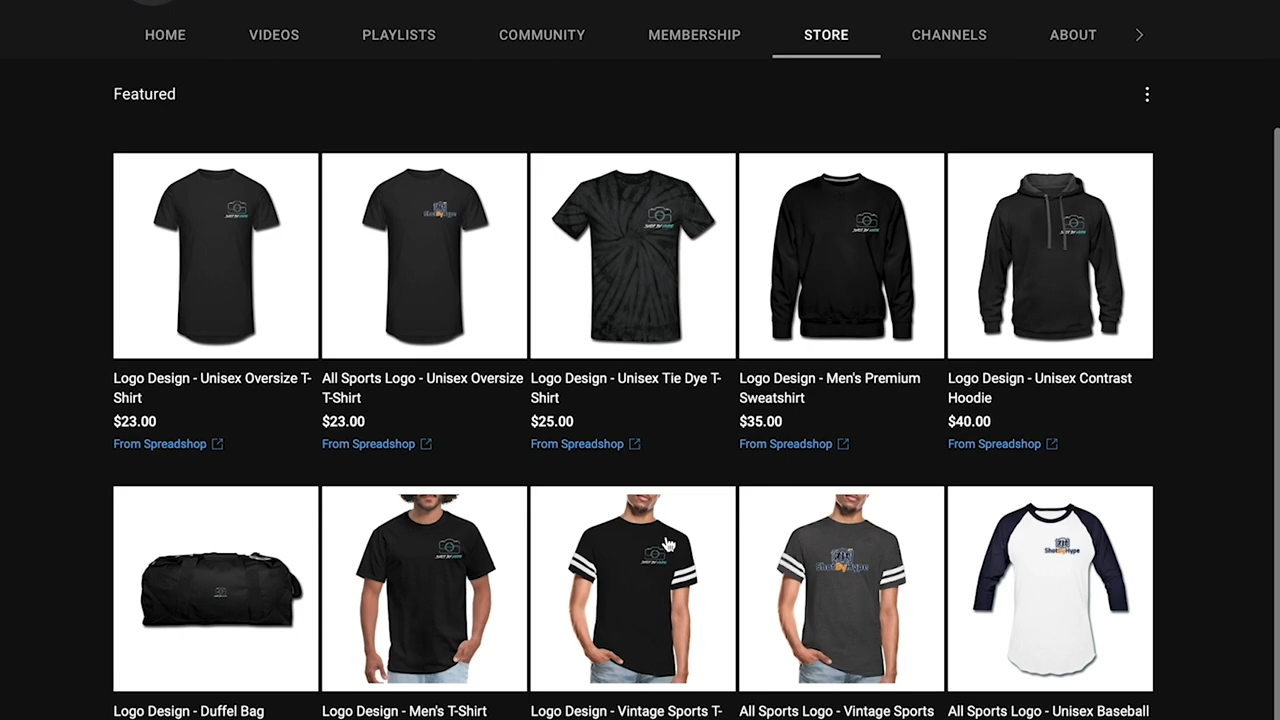 HOME VIDEOS PLAYLISTS COMMUNITY MEMBERSHIP STORE CHANNELS ABOUT
Featured
Logo Design - Unisex Oversize T-
Shirt
$23.00
From Spreadshop
All Sports Logo - Unisex Oversize
T-Shirt
$23.00
From Spreadshop
Logo Design - Unisex Tie Dye T-
Shirt
$25.00
From Spreadshop
Logo Design - Men's Premium
Sweatshirt
$35.00
From Spreadshop
Logo Design - Unisex Contrast
Hoodie
$40.00
From Spreadshop
ShotByHype
ShotByHype
Logo Design - Duffel Bag
Logo Design - Men's T-Shirt
Logo Design - Vintage Sports T-
All Sports Logo - Vintage Sports
All Sports Logo - Unisex Baseball